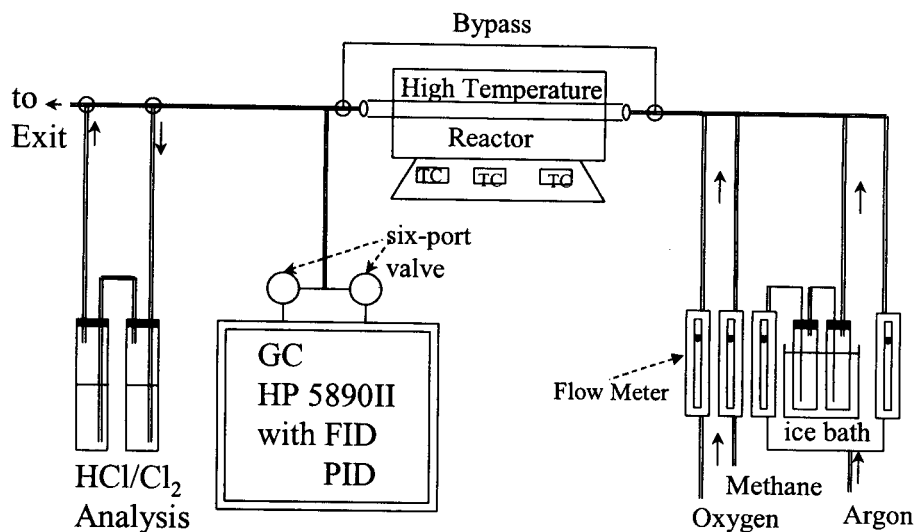 Bypass
to
Exit
High Temperature
Reactor
TC TC TC
six-port
valve
GC
HP 5890II
with FID
PID
Flow Meter
ice bath
HCl/Cl₂
Analysis
Methane
Oxygen
Argon